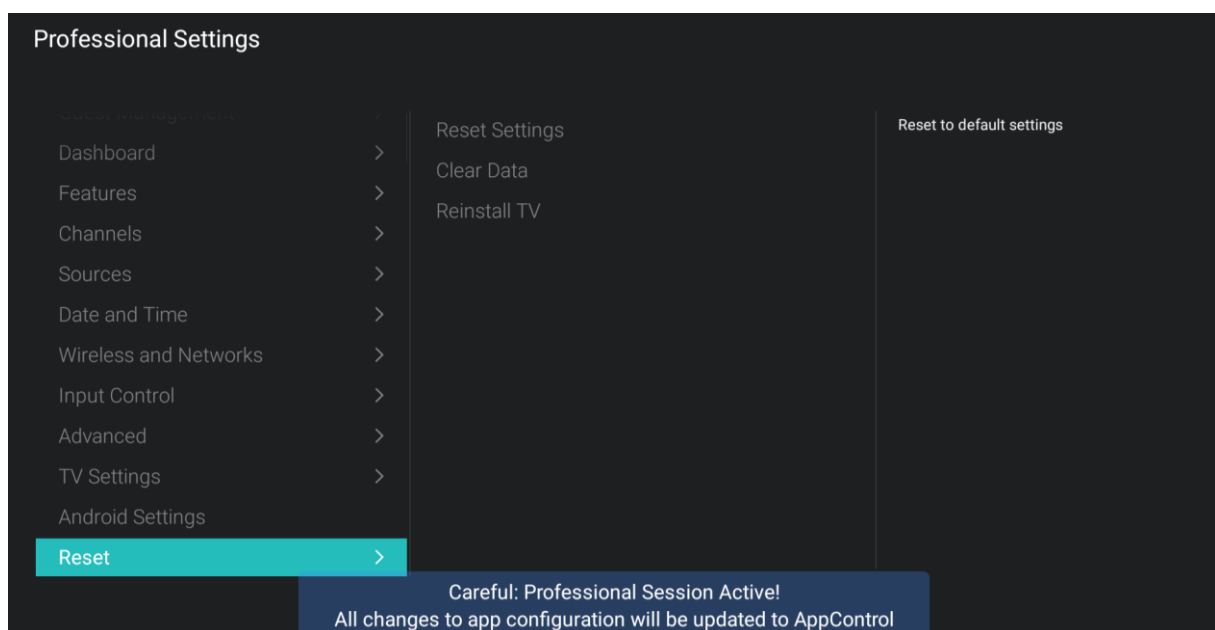 Professional Settings
Guest Management
Dashboard
Features
Channels
Sources
Date and Time
Wireless and Networks
Input Control
Advanced
TV Settings
Android Settings
Reset
Reset Settings
Clear Data
Reinstall TV
Reset to default settings
Careful: Professional Session Active!
All changes to app configuration will be updated to AppControl